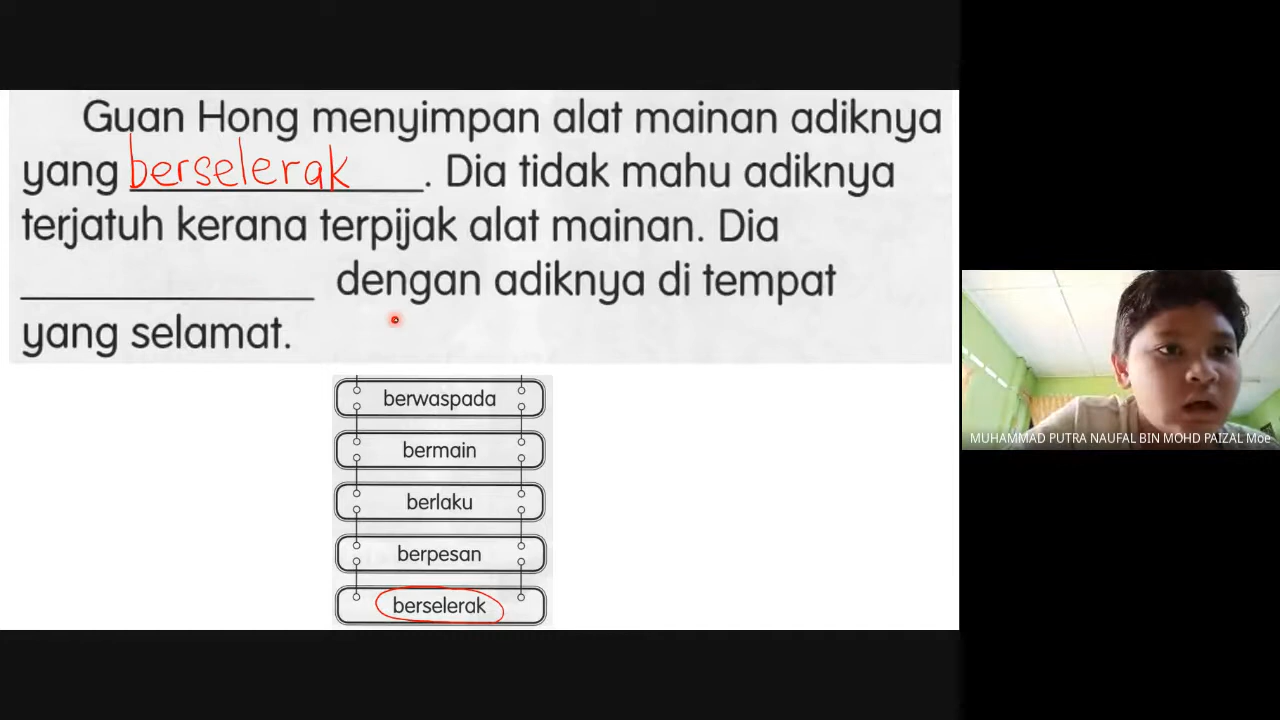 Guan Hong menyimpan alat mainan adiknya
yang berselerak. Dia tidak mahu adiknya
terjatuh kerana terpijak alat mainan. Dia
dengan adiknya di tempat
yang selamat.
berwaspada
bermain
berlaku
berpesan
berselerak
MUHAMMAD PUTRA NAUFAL BIN MOHD PAIZAL Moe